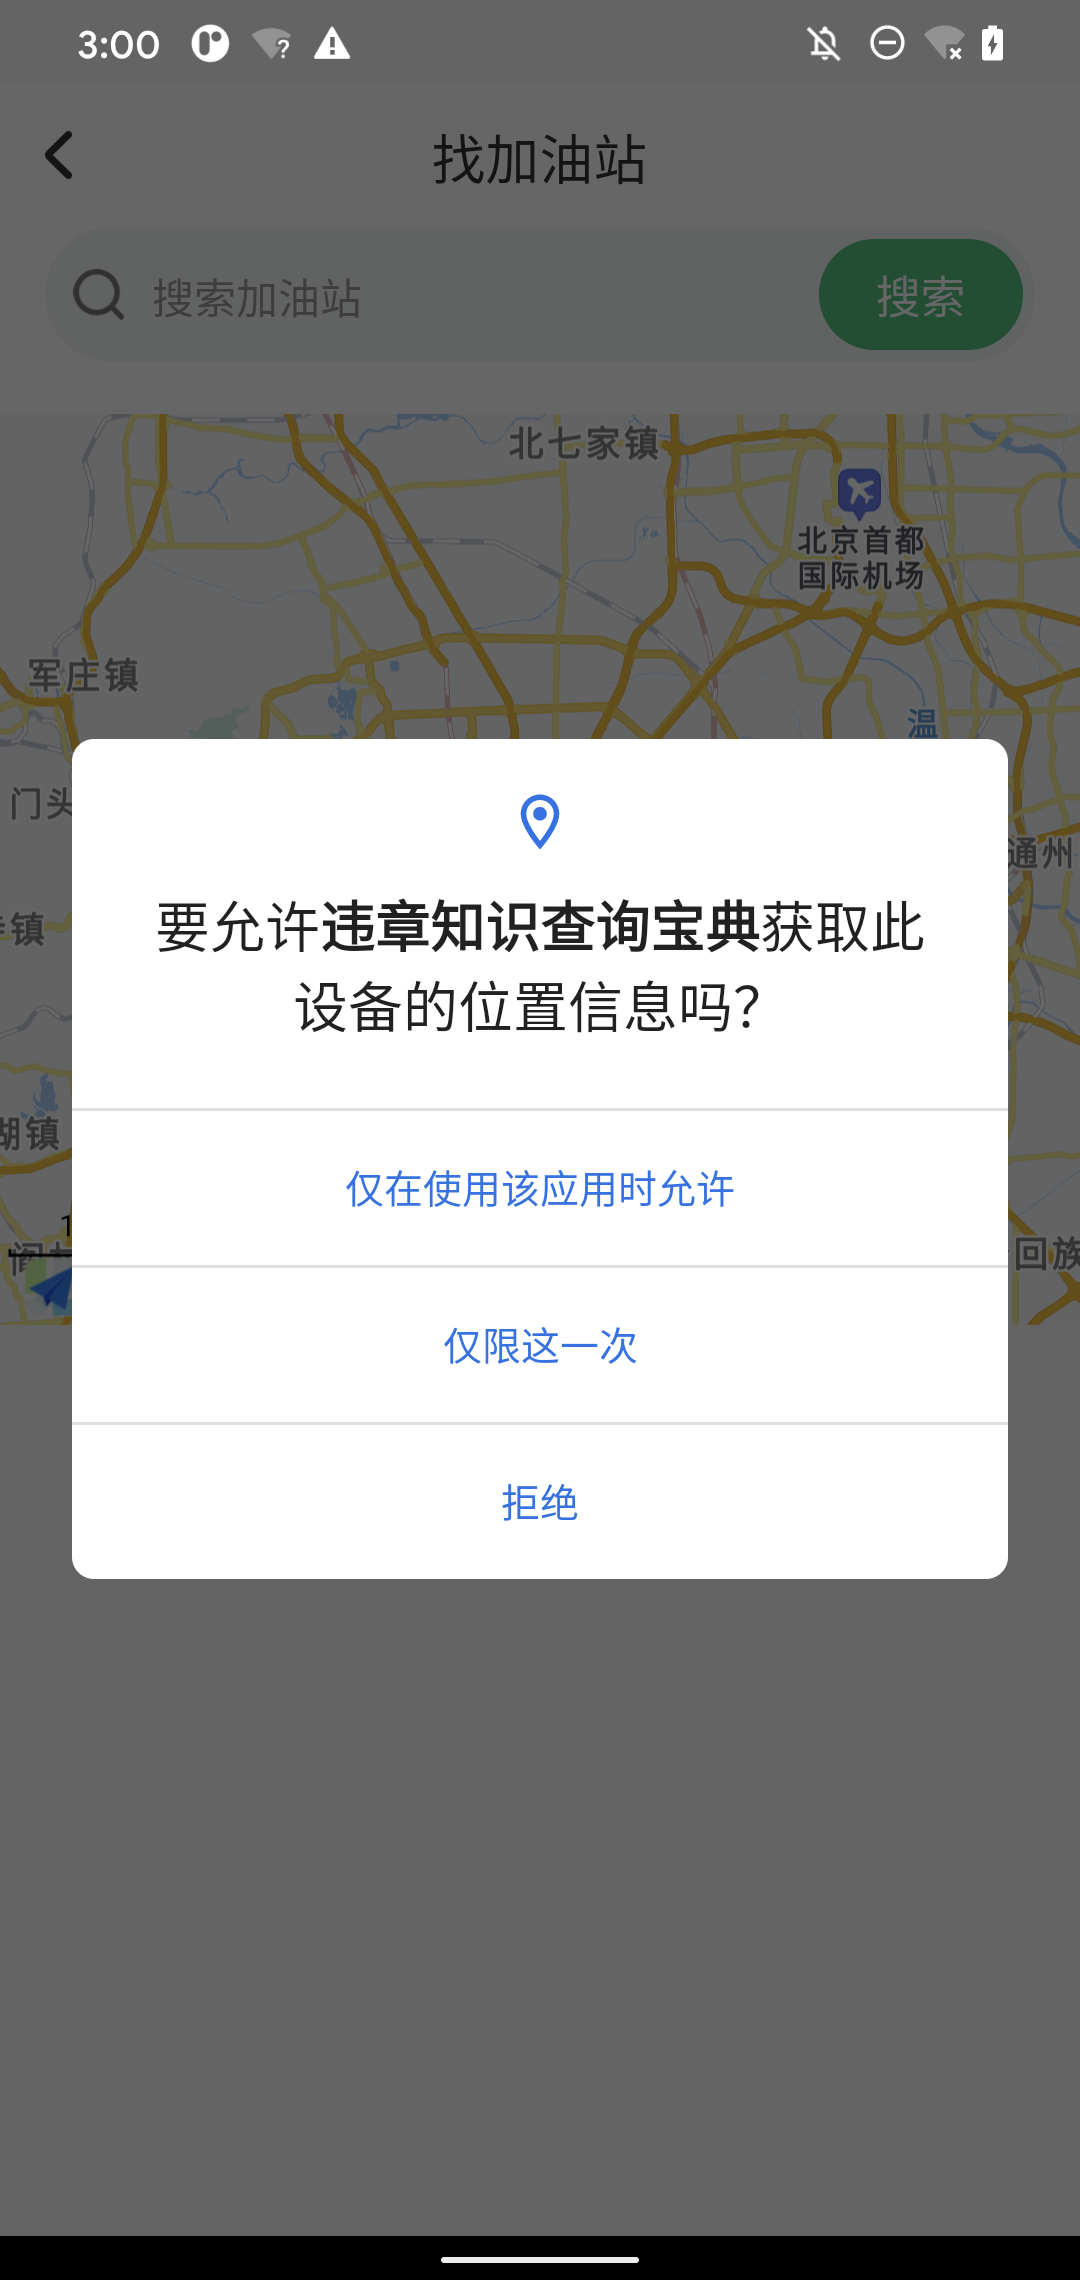 3:00
找加油站
搜索加油站
搜索
北七家镇
北京首都
国际机场
军庄镇
温
门头
通州
镇
要允许违章知识查询宝典获取此
设备的位置信息吗?
湖镇
仅在使用该应用时允许
1
回族
仅限这一次
拒绝